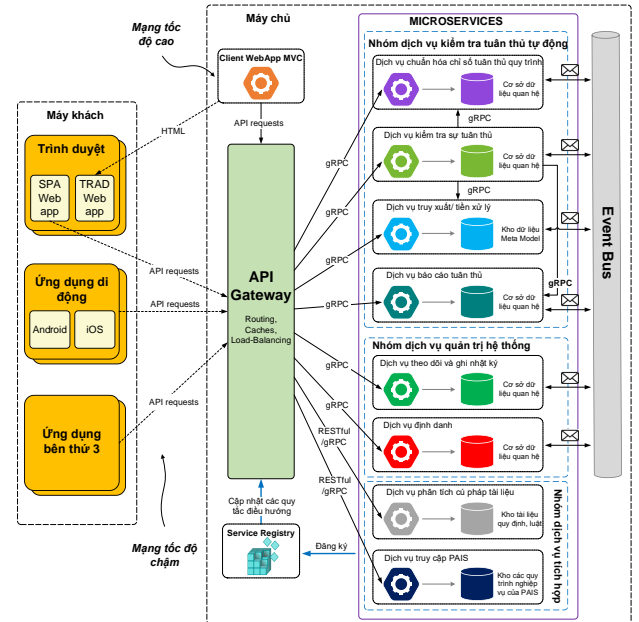 Mạng tốc
độ cao
Máy chủ
MICROSERVICES
Client WebApp MVC
Nhóm dịch vụ kiểm tra tuân thủ tự động
Dịch vụ chuẩn hóa chỉ số tuân thủ quy trình
Cơ sở dữ
liệu quan hệ
gRPC
Máy khách
HTML
API requests
Trình duyệt
SPA
Web
app
TRAD
Web
app
gRPC
Dịch vụ kiểm tra sự tuân thủ
Cơ sở dữ
liệu quan hệ
gRPC
gRPC
Dịch vụ truy xuất/ tiền xử lý
Kho dữ liệu
Meta Model
API requests
gRPC
Ứng dụng di
động
Android
iOS
API requests
API
Gateway
Routing,
Caches,
Load-Balancing
gRPC
Dịch vụ báo cáo tuân thủ
Cơ sở dữ
liệu quan hệ
gRPC
Event Bus
Nhóm dịch vụ quản trị hệ thống
Dịch vụ theo dõi và ghi nhật ký
Cơ sở dữ
liệu quan hệ
gRPC
API requests
Ứng dụng
bên thứ 3
gRPC
Dịch vụ định danh
Cơ sở dữ
liệu quan hệ
RESTful
/gRPC
RESTful
/gRPC
Nhóm dịch vụ tích hợp
Dịch vụ phân tích cú pháp tài liệu
Kho tài liệu
quy định, luật
Cập nhật các quy
tắc điều hướng
Mạng tốc độ
chậm
Service Registry
Đăng ký
Dịch vụ truy cập PAIS
Kho các quy
trình nghiệp
vụ của PAIS